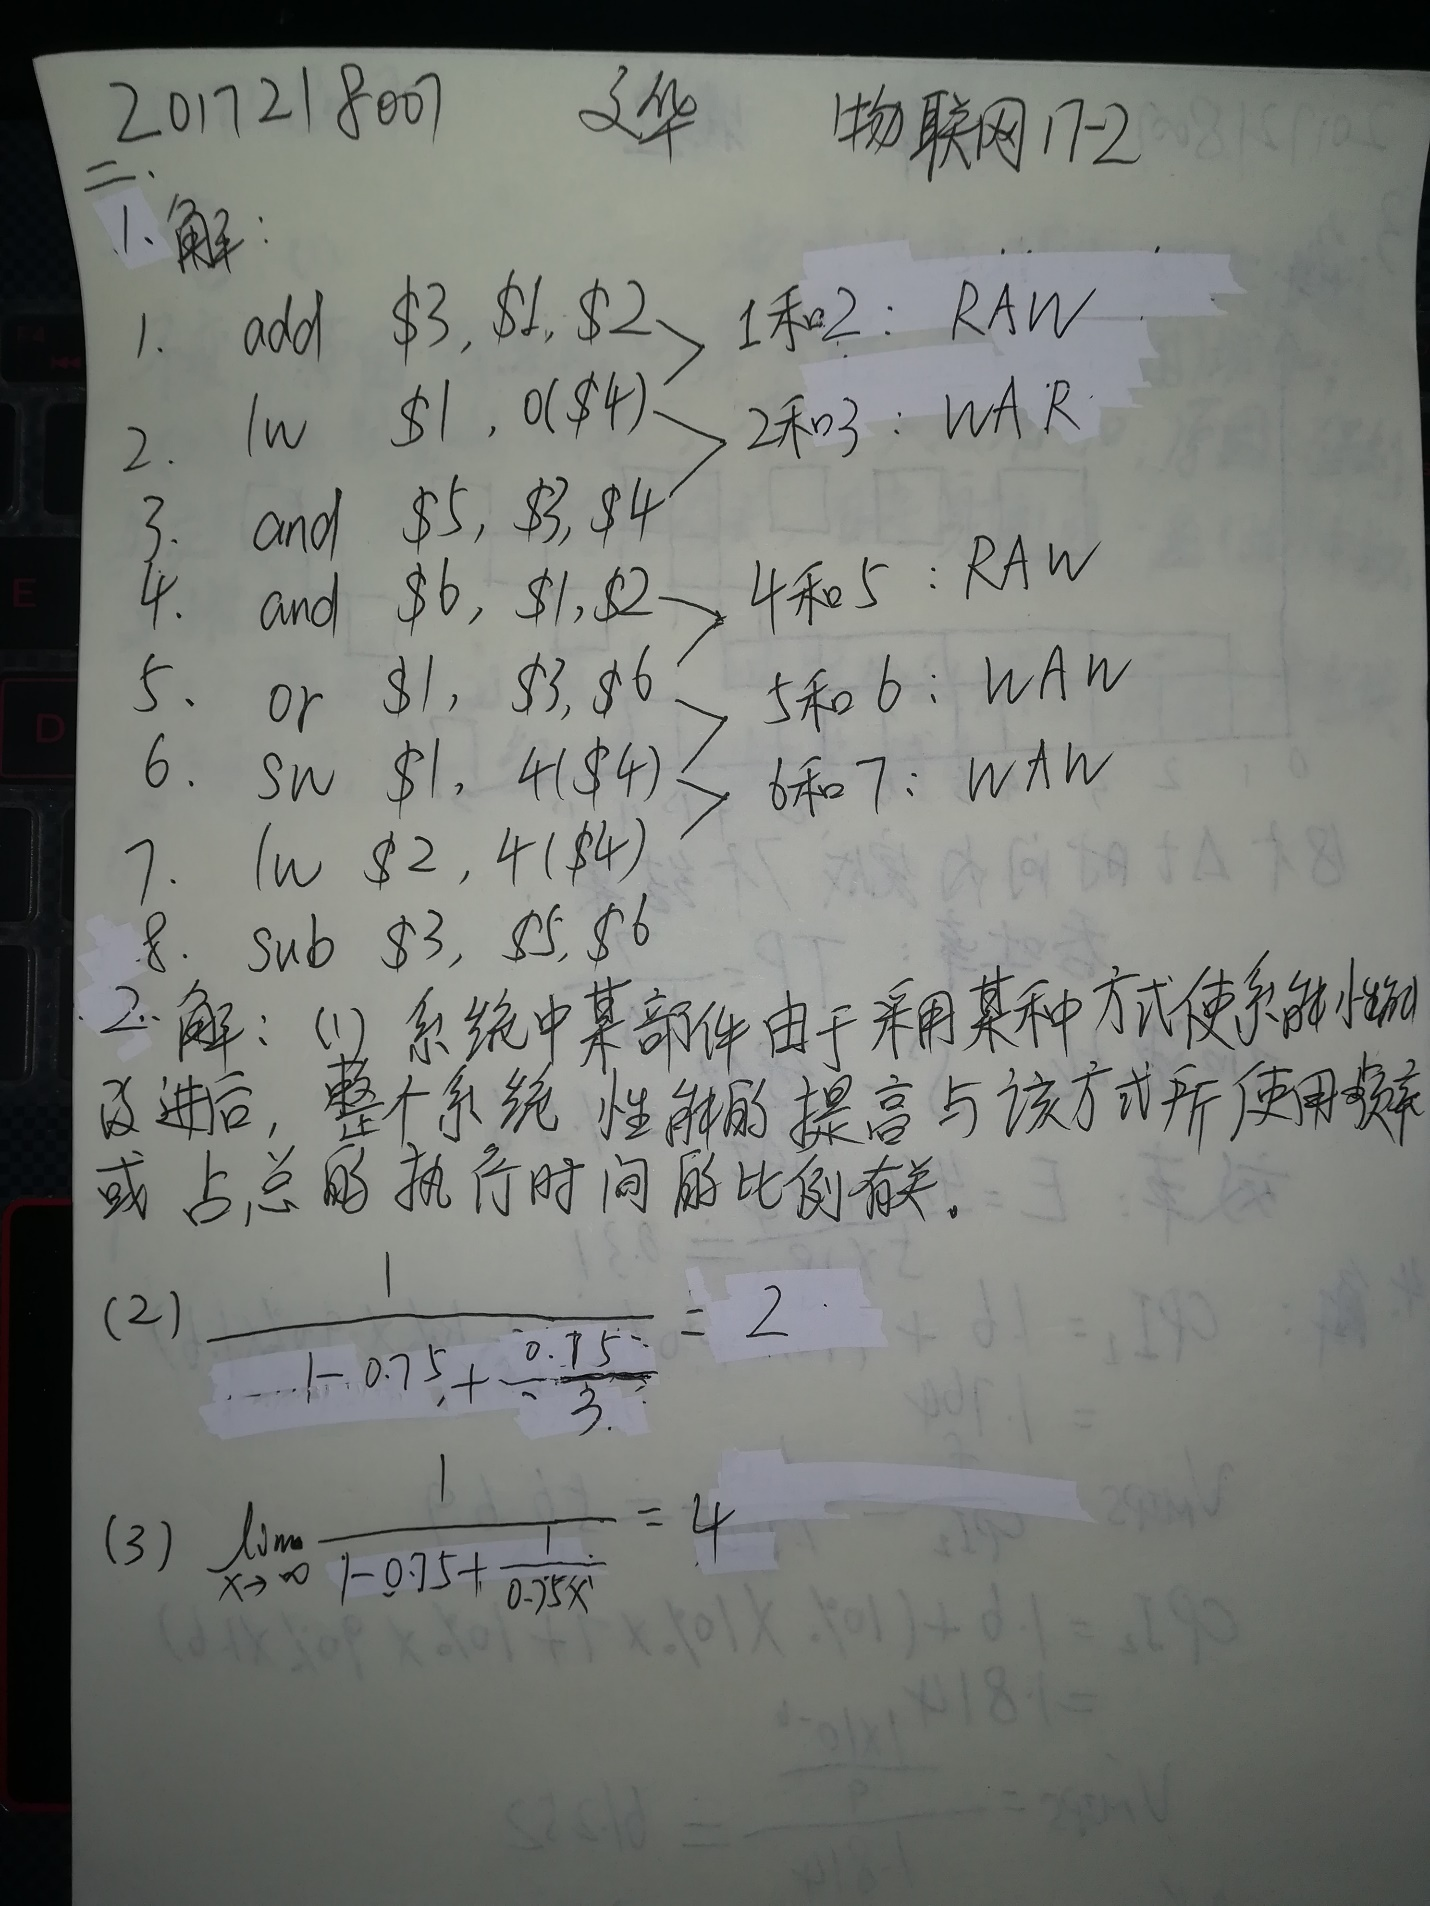 2017218007 文华 物联网17-2
二.
1. 解:
1. add $3, $1, $2 1和2: RAW
2. lw $1, 0($4) 2和3: WAR
3. and $5, $3, $4
4. and $6, $1, $2 4和5: RAW
5. or $1, $3, $6 5和6: WAW
6. sw $1, 4($4) 6和7: WAW
7. lw $2, 4($4)
8. sub $3, $5, $6
2. 解: (1) 系统中某部件由于采用某种方式使系统性能
改进后, 整个系统性能的提高与该方式所使用频率
或占总的执行时间的比例有关。
(2) 1 / (1-0.75+0.75/3) = 2
(3) lim x→∞ 1 / (1-0.75+1/0.75x) = 4